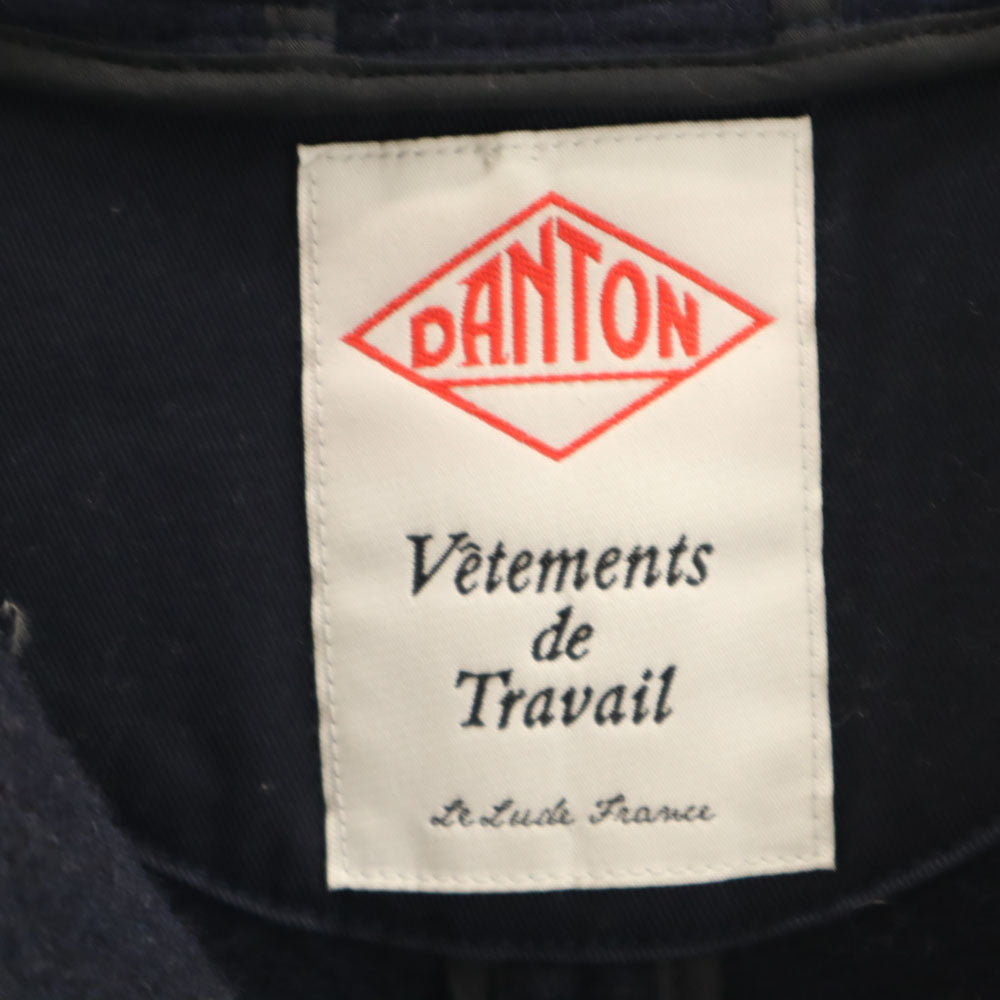 DANTON
Vêtements
de
Travail
Le Lude France